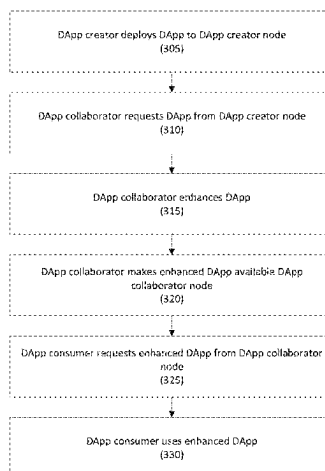 DApp creator deploys DApp to DApp creator node
(305)
DApp collaborator requests DApp from DApp creator node
(310)
DApp collaborator enhances DApp
(315)
DApp collaborator makes enhanced DApp available DApp
collaborator node
(320)
DApp consumer requests enhanced DApp from DApp collaborator
node
(325)
DApp consumer uses enhanced DApp
(330)